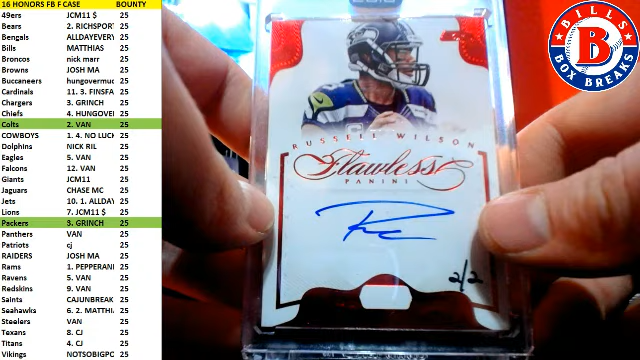 16 HONORS FB F CASE BOUNTY
49ers JCM11 $ 25
Bears 2. RICHSPOR 25
Bengals ALLDAYEVER 25
Bills MATTHIAS 25
Broncos nick marr 25
Browns JOSH MA 25
Buccaneers hungovermu 25
Cardinals 11. 3. FINSFA 25
Chargers 3. GRINCH 25
Chiefs 4. HUNGOVE 25
Colts 2. VAN 25
COWBOYS 1. 4. NO LUCK 25
Dolphins NICK RIL 25
Eagles 5. VAN 25
Falcons 12. VAN 25
Giants JCM11 25
Jaguars CHASE MC 25
Jets 10. 1. ALLDA 25
Lions 7. JCM11 $ 25
Packers 3. GRINCH 25
Panthers VAN 25
Patriots cj 25
RAIDERS JOSH MA 25
Rams 1. PEPPERAN 25
Ravens 5. VAN 25
Redskins 9. VAN 25
Saints CAJUNBREAK 25
Seahawks 6. 2. MATTHI 25
Steelers VAN 25
Texans 8. CJ 25
Titans 4. CJ 25
Vikings NOTSOBIGPC 25
RUSSELL WILSON
Flawless
PANINI
2/2
BILLS
B
BOX BREAKS